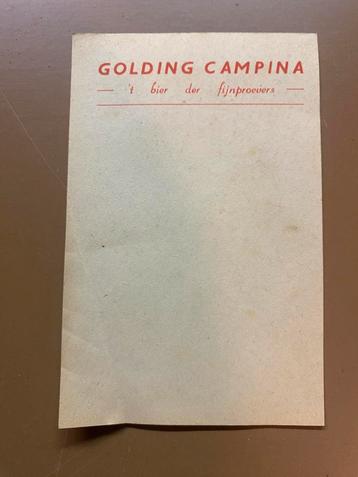 GOLDING CAMPINA
— 't bier der fijnproevers —